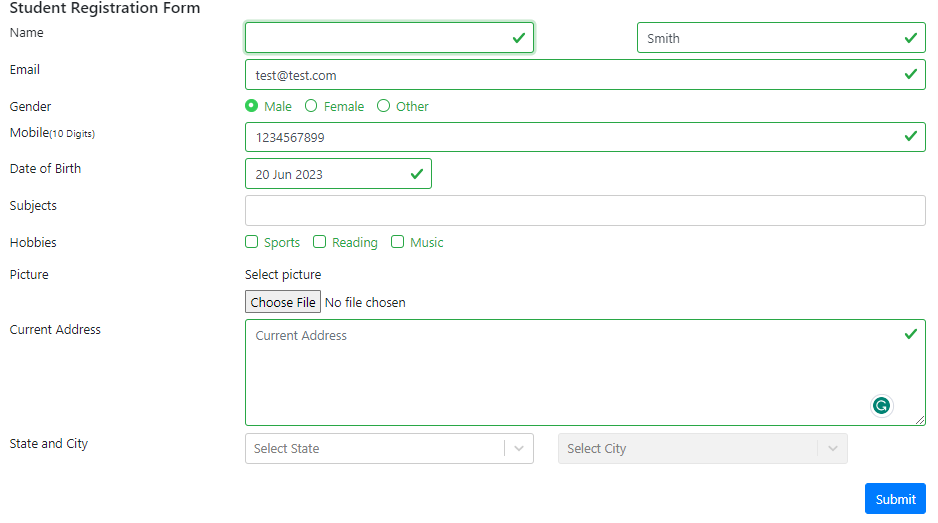 Student Registration Form
Name Smith
Email test@test.com
Gender Male Female Other
Mobile(10 Digits) 1234567899
Date of Birth 20 Jun 2023
Subjects
Hobbies Sports Reading Music
Picture Select picture
Choose File No file chosen
Current Address Current Address
State and City Select State Select City
Submit